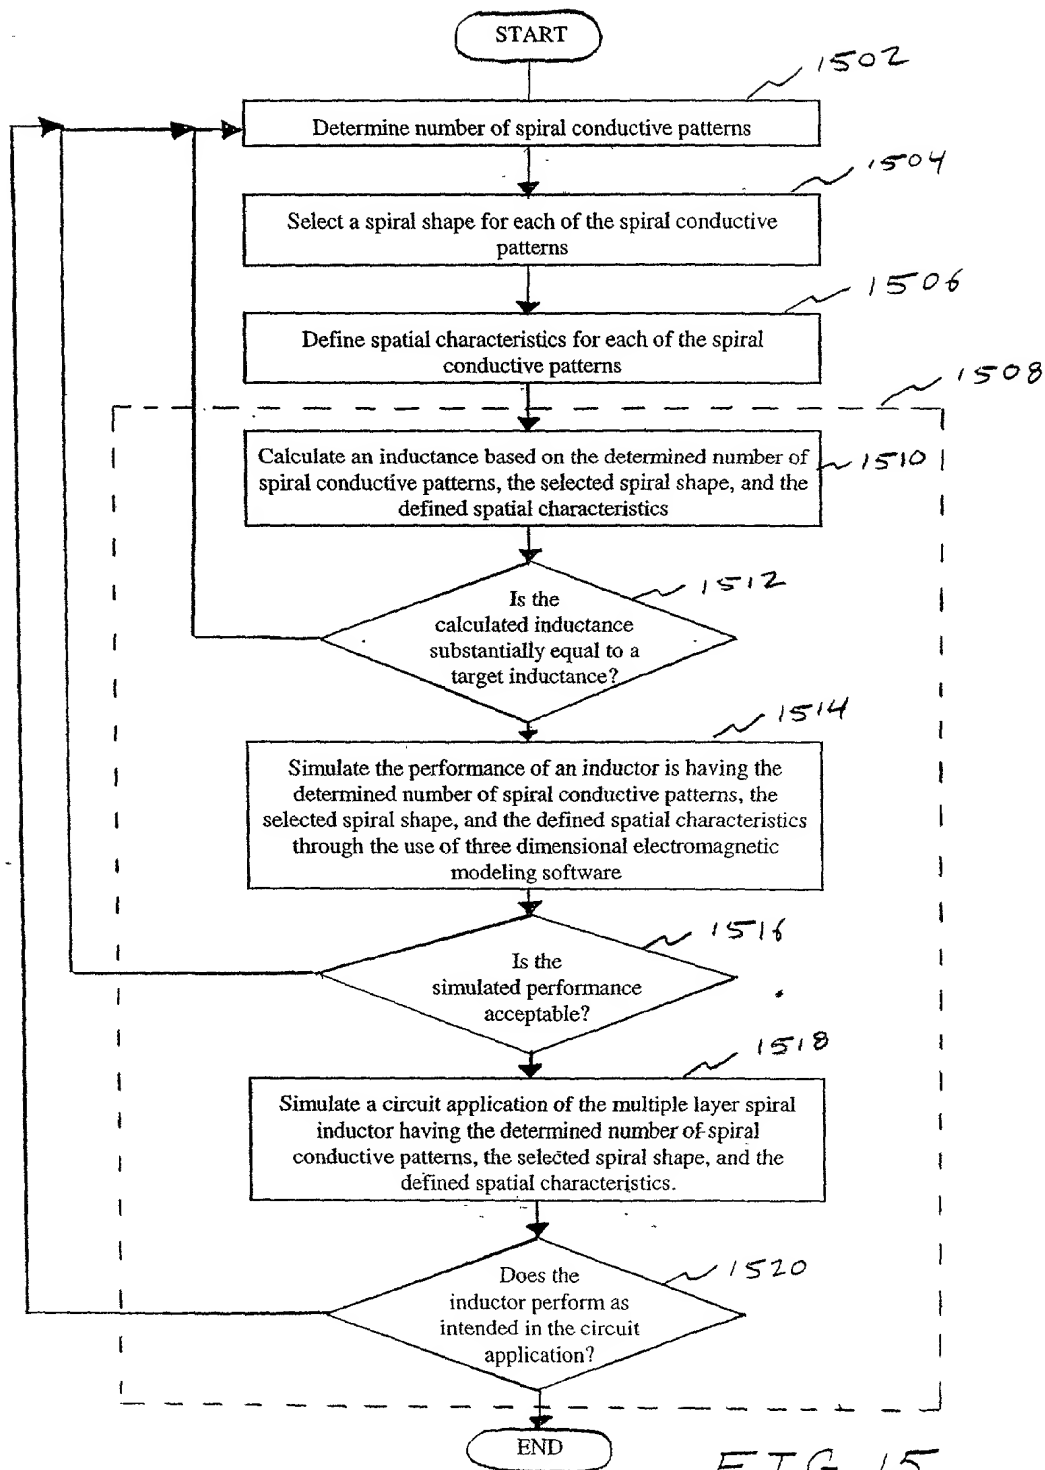 START
1502
Determine number of spiral conductive patterns
1504
Select a spiral shape for each of the spiral conductive
patterns
1506
Define spatial characteristics for each of the spiral
conductive patterns
1508
Calculate an inductance based on the determined number of
spiral conductive patterns, the selected spiral shape, and the
defined spatial characteristics
1510
1512
Is the
calculated inductance
substantially equal to a
target inductance?
1514
Simulate the performance of an inductor is having the
determined number of spiral conductive patterns, the
selected spiral shape, and the defined spatial characteristics
through the use of three dimensional electromagnetic
modeling software
1516
Is the
simulated performance
acceptable?
1518
Simulate a circuit application of the multiple layer spiral
inductor having the determined number of spiral
conductive patterns, the selected spiral shape, and the
defined spatial characteristics.
1520
Does the
inductor perform as
intended in the circuit
application?
END
FIG 15